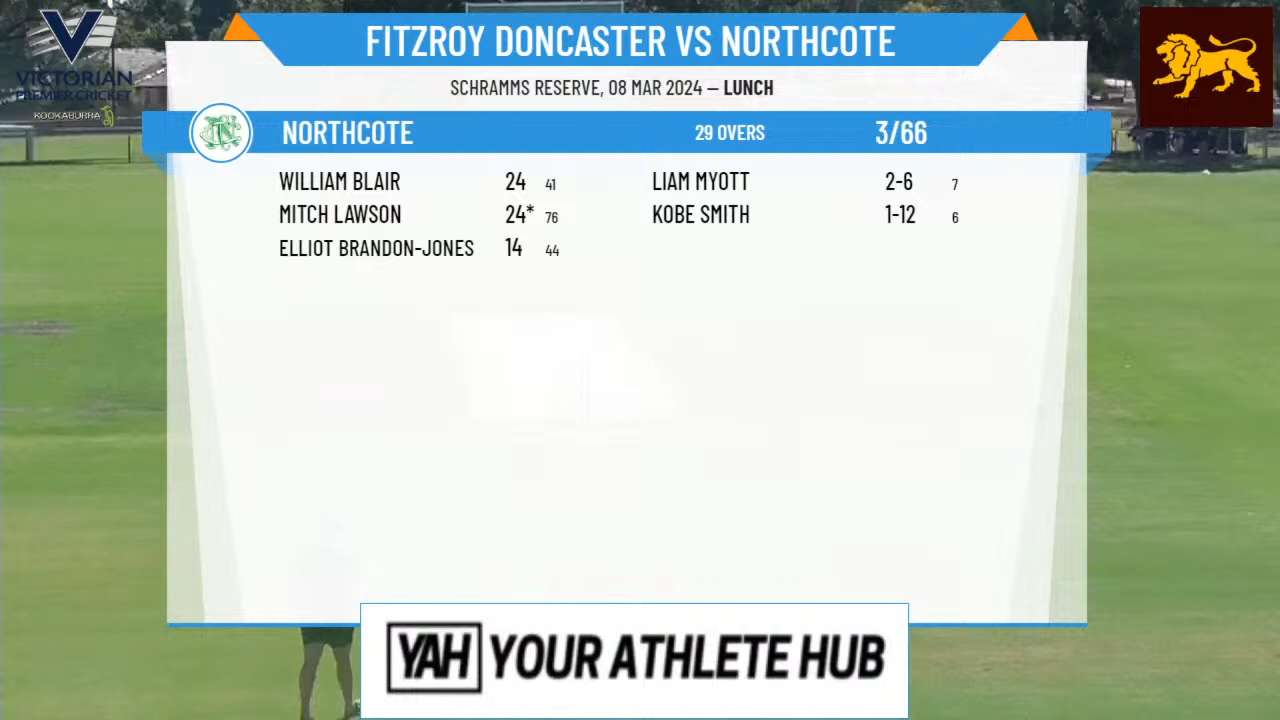 FITZROY DONCASTER VS NORTHCOTE
VICTORIAN
PREMIER CRICKET
KOOKABURRA
SCHRAMMS RESERVE, 08 MAR 2024 – LUNCH
NORTHCOTE 29 OVERS 3/66
WILLIAM BLAIR 24 41 LIAM MYOTT 2-6 7
MITCH LAWSON 24* 76 KOBE SMITH 1-12 6
ELLIOT BRANDON-JONES 14 44
YAH YOUR ATHLETE HUB